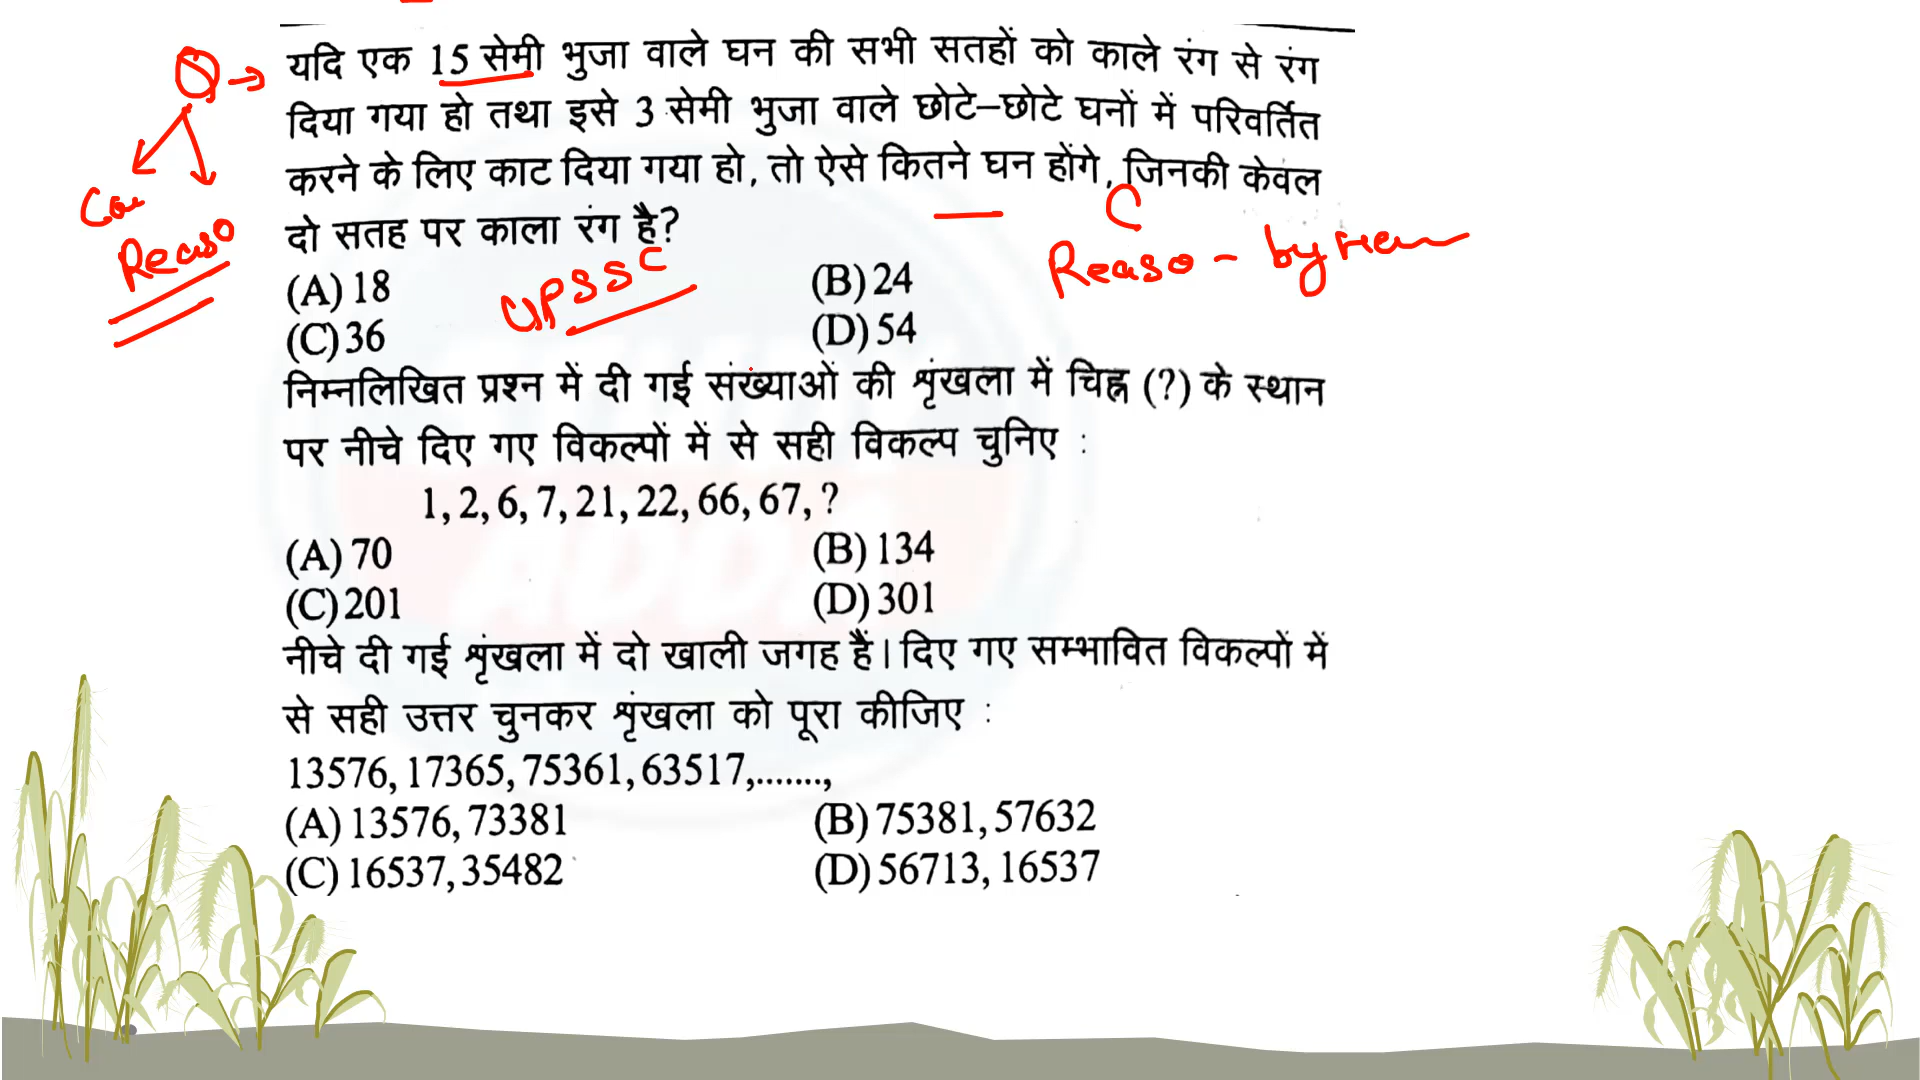 यदि एक 15 सेमी भुजा वाले घन की सभी सतहों को काले रंग से रंग
दिया गया हो तथा इसे 3 सेमी भुजा वाले छोटे–छोटे घनों में परिवर्तित
करने के लिए काट दिया गया हो, तो ऐसे कितने घन होंगे, जिनकी केवल
दो सतह पर काला रंग है?
Reaso
UPSSSC
C
Reaso -
(A) 18 (B) 24
(C) 36 (D) 54
निम्नलिखित प्रश्न में दी गई संख्याओं की शृंखला में चिह्न (?) के स्थान
पर नीचे दिए गए विकल्पों में से सही विकल्प चुनिए :
1, 2, 6, 7, 21, 22, 66, 67, ?
(A) 70 (B) 134
(C) 201 (D) 301
नीचे दी गई शृंखला में दो खाली जगह हैं। दिए गए सम्भावित विकल्पों में
से सही उत्तर चुनकर शृंखला को पूरा कीजिए :
13576, 17365, 75361, 63517,.......,
(A) 13576, 73381 (B) 75381, 57632
(C) 16537, 35482 (D) 56713, 16537